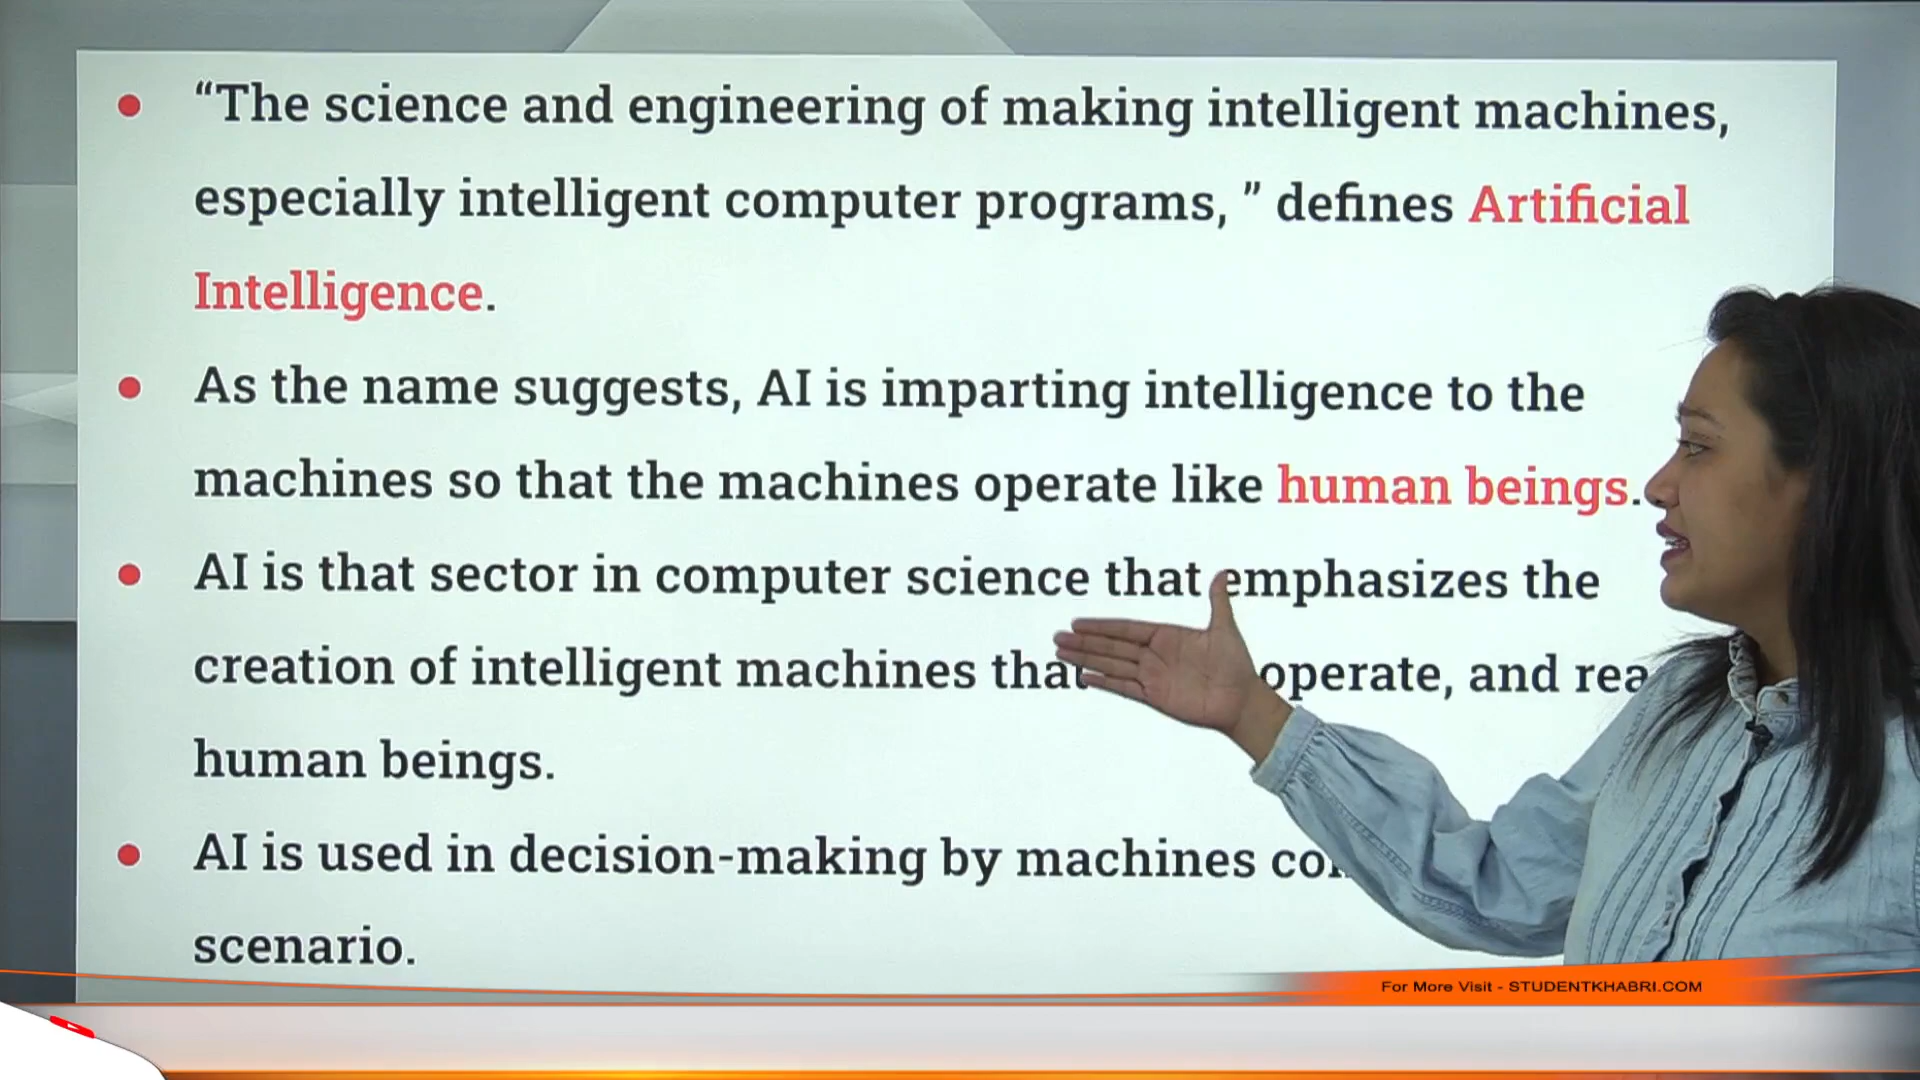 “The science and engineering of making intelligent machines,
especially intelligent computer programs, ” defines Artificial
Intelligence.
As the name suggests, AI is imparting intelligence to the
machines so that the machines operate like human beings.
AI is that sector in computer science that emphasizes the
creation of intelligent machines that operate, and
human beings.
AI is used in decision-making by machines
scenario.
For More Visit - STUDENTKHABRI.COM